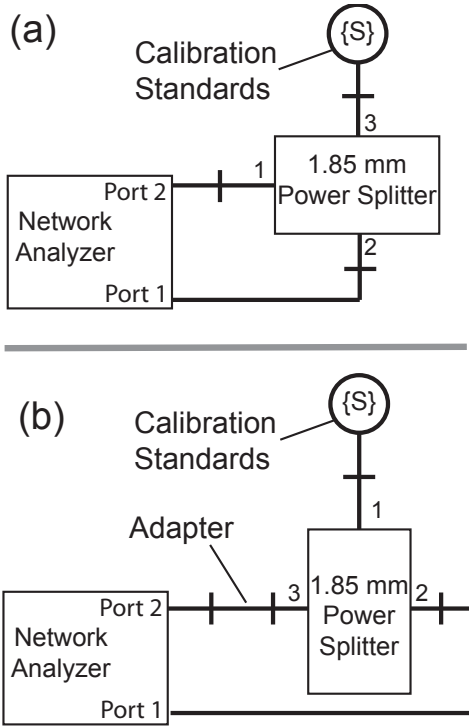 (a)
{S}
Calibration
Standards
3
1
1.85 mm
Power Splitter
Port 2
Network
Analyzer
2
Port 1
(b)
{S}
Calibration
Standards
1
Adapter
3
1.85 mm
2
Port 2
Power
Splitter
Network
Analyzer
Port 1